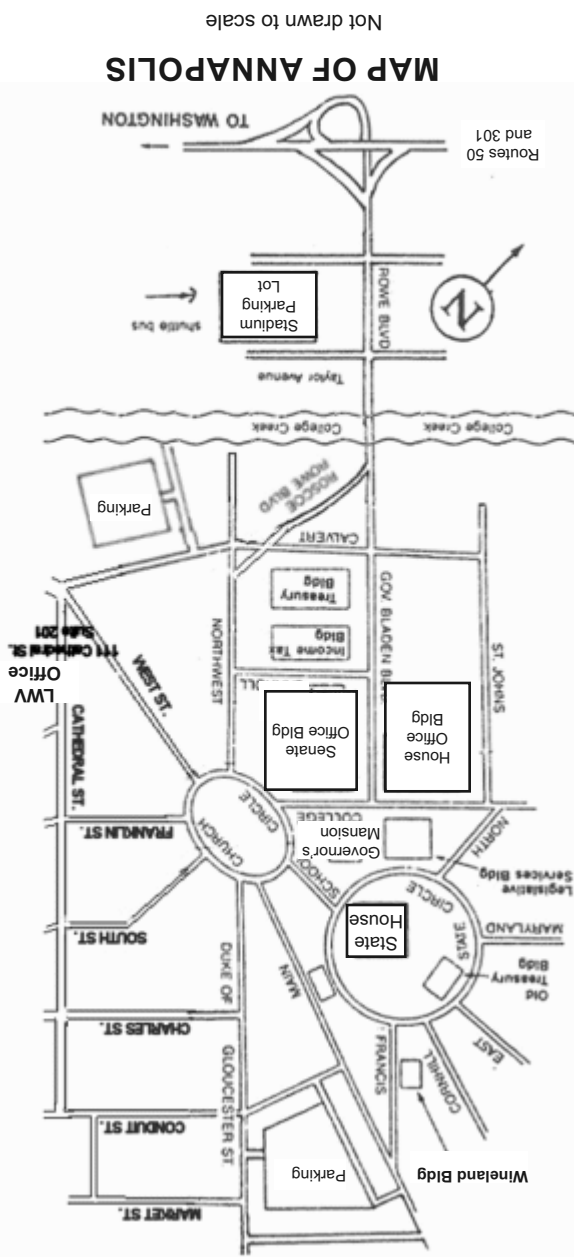 MARKET ST.
Wineland Bldg
Parking
CONDUIT ST.
GLOUCESTER ST.
CORNHILL
FRANCIS
EAST
CHARLES ST.
Old
Treasury
Bldg
MAIN
DUKE OF
MARYLAND
STATE
CIRCLE
State
House
SOUTH ST.
Legislative
Services Bldg
SCHOOL
CHURCH
CIRCLE
NORTH
Governor's
Mansion
COLLEGE
FRANKLIN ST.
House
Office
Bldg
Senate
Office Bldg
CATHEDRAL ST.
ST. JOHNS
GOV. BLADEN
NORTHWEST
WEST ST.
LWV
Office
111 Cathedral St.
Suite 201
Income Tax
Bldg
Treasury
Bldg
CALVERT
ROSCOE
ROWE BLVD
Parking
College Creek
College Creek
Taylor Avenue
ROWE BLVD
Stadium
Parking
Lot
shuttle bus
N
Routes 50
and 301
TO WASHINGTON
MAP OF ANNAPOLIS
Not drawn to scale